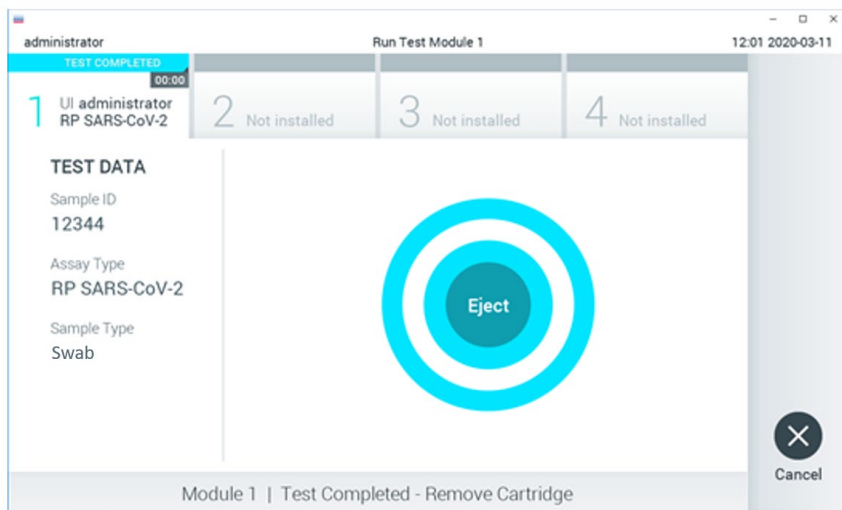 administrator Run Test Module 1 12:01 2020-03-11
TEST COMPLETED
00:00
1 UI administrator
RP SARS-CoV-2
2 Not installed
3 Not installed
4 Not installed
TEST DATA
Sample ID
12344
Assay Type
RP SARS-CoV-2
Sample Type
Swab
Eject
Cancel
Module 1 | Test Completed - Remove Cartridge